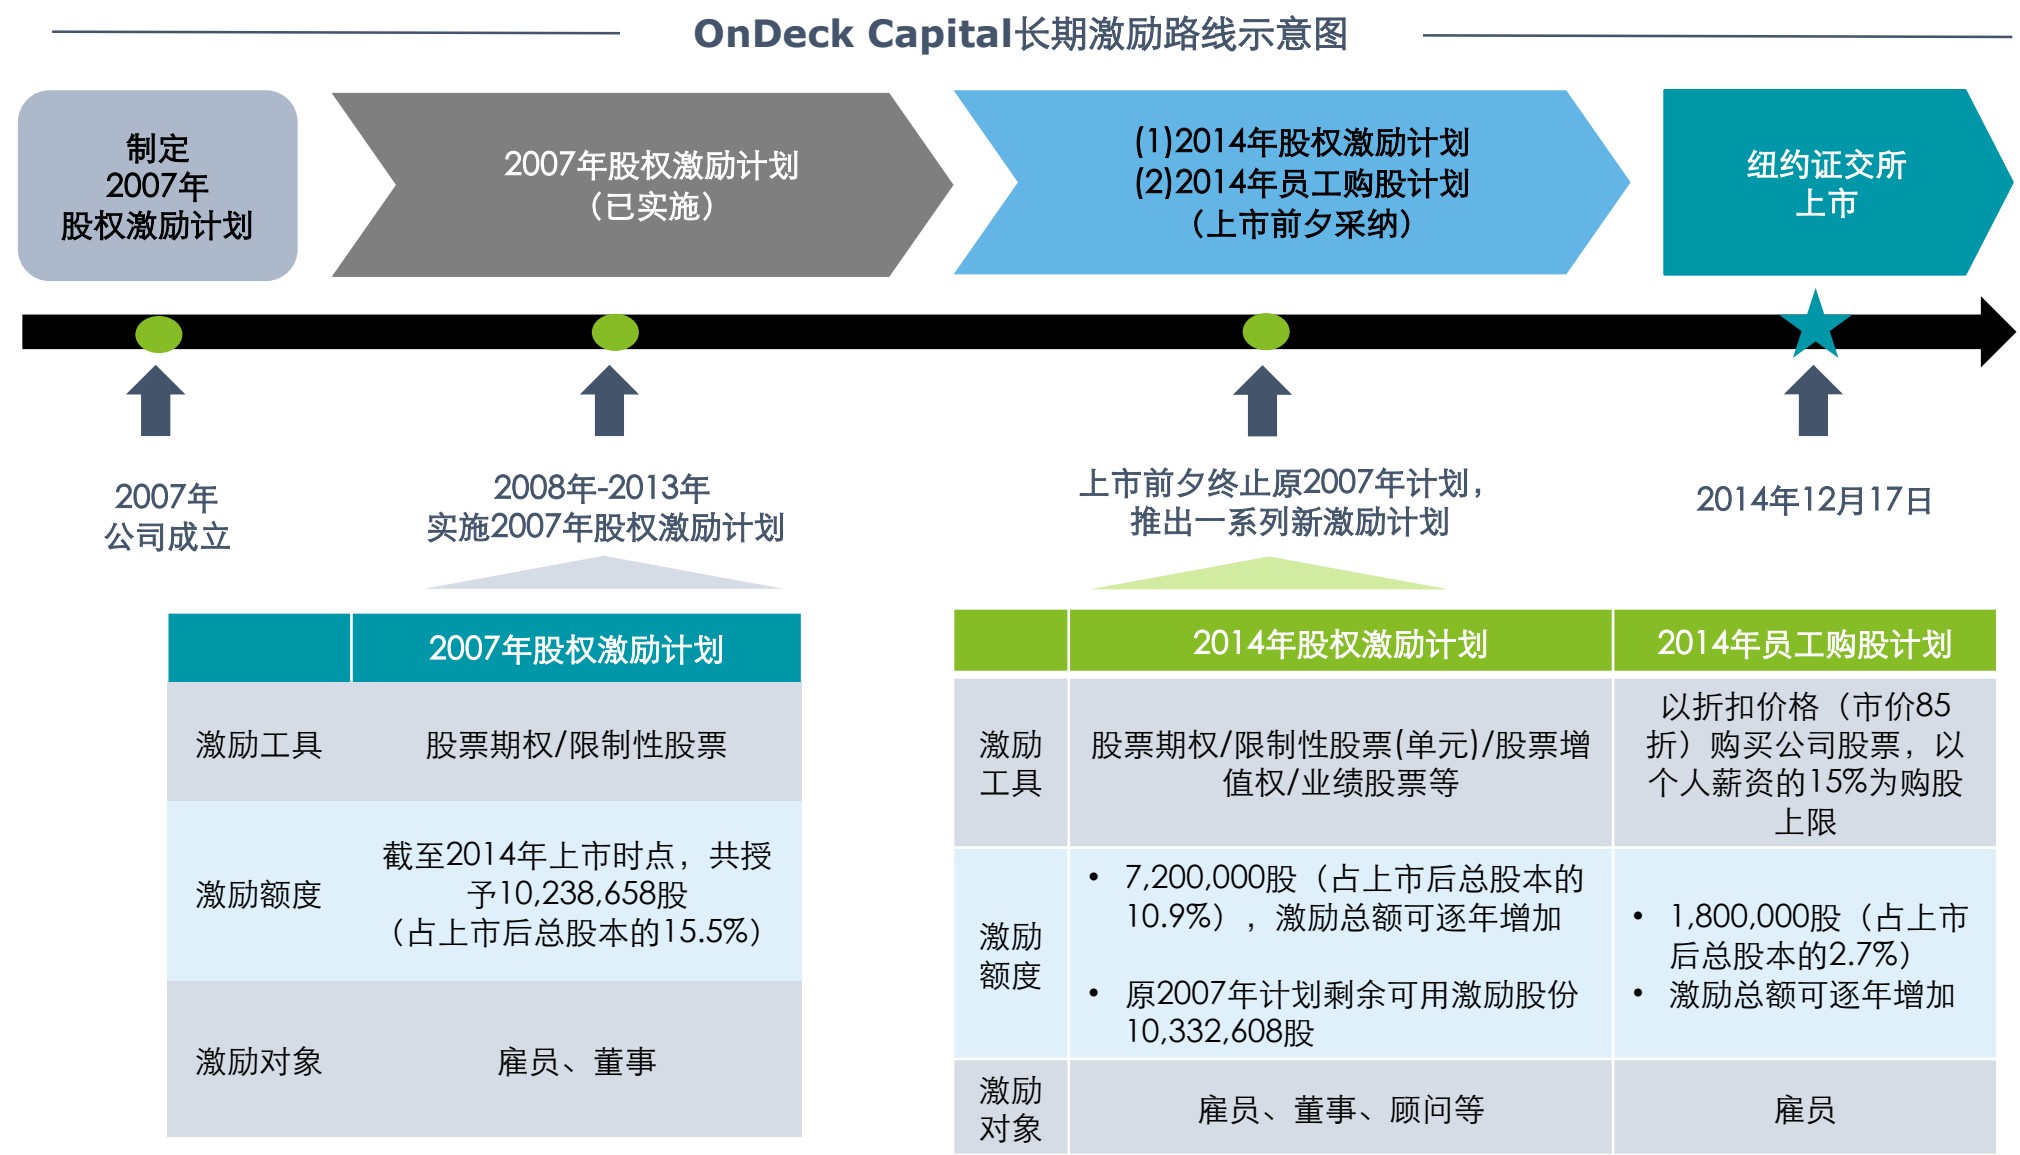 OnDeck Capital长期激励路线示意图
制定
2007年
股权激励计划
2007年股权激励计划
（已实施）
(1)2014年股权激励计划
(2)2014年员工购股计划
（上市前夕采纳）
纽约证交所
上市
2007年
公司成立
2008年-2013年
实施2007年股权激励计划
上市前夕终止原2007年计划，
推出一系列新激励计划
2014年12月17日
2007年股权激励计划
激励工具
股票期权/限制性股票
激励额度
截至2014年上市时点，共授
予10,238,658股
（占上市后总股本的15.5%）
激励对象
雇员、董事
2014年股权激励计划
2014年员工购股计划
激励
工具
股票期权/限制性股票(单元)/股票增
值权/业绩股票等
以折扣价格（市价85
折）购买公司股票，以
个人薪资的15%为购股
上限
激励
额度
• 7,200,000股（占上市后总股本的
10.9%），激励总额可逐年增加
• 原2007年计划剩余可用激励股份
10,332,608股
• 1,800,000股（占上市
后总股本的2.7%）
• 激励总额可逐年增加
激励
对象
雇员、董事、顾问等
雇员